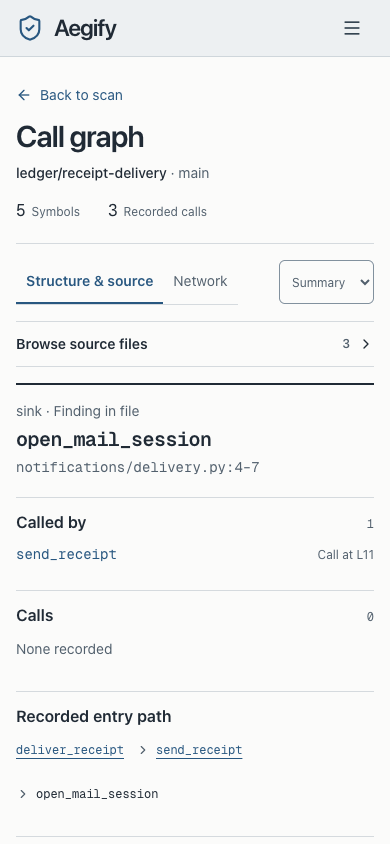 Aegify
Back to scan
Call graph
ledger/receipt-delivery · main
5 Symbols 3 Recorded calls
Structure & source Network Summary
Browse source files 3
sink · Finding in file
open_mail_session
notifications/delivery.py:4-7
Called by 1
send_receipt Call at L11
Calls 0
None recorded
Recorded entry path
deliver_receipt > send_receipt
> open_mail_session